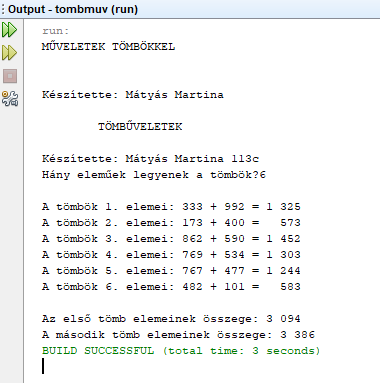 Output - tombmuv (run)
run:
MŰVELETEK TÖMBÖKKEL
Készítette: Mátyás Martina
TÖMBŰVELETEK
Készítette: Mátyás Martina 113c
Hány eleműek legyenek a tömbök?6
A tömbök 1. elemei: 333 + 992 = 1 325
A tömbök 2. elemei: 173 + 400 =   573
A tömbök 3. elemei: 862 + 590 = 1 452
A tömbök 4. elemei: 769 + 534 = 1 303
A tömbök 5. elemei: 767 + 477 = 1 244
A tömbök 6. elemei: 482 + 101 =   583
Az első tömb elemeinek összege: 3 094
A második tömb elemeinek összege: 3 386
BUILD SUCCESSFUL (total time: 3 seconds)